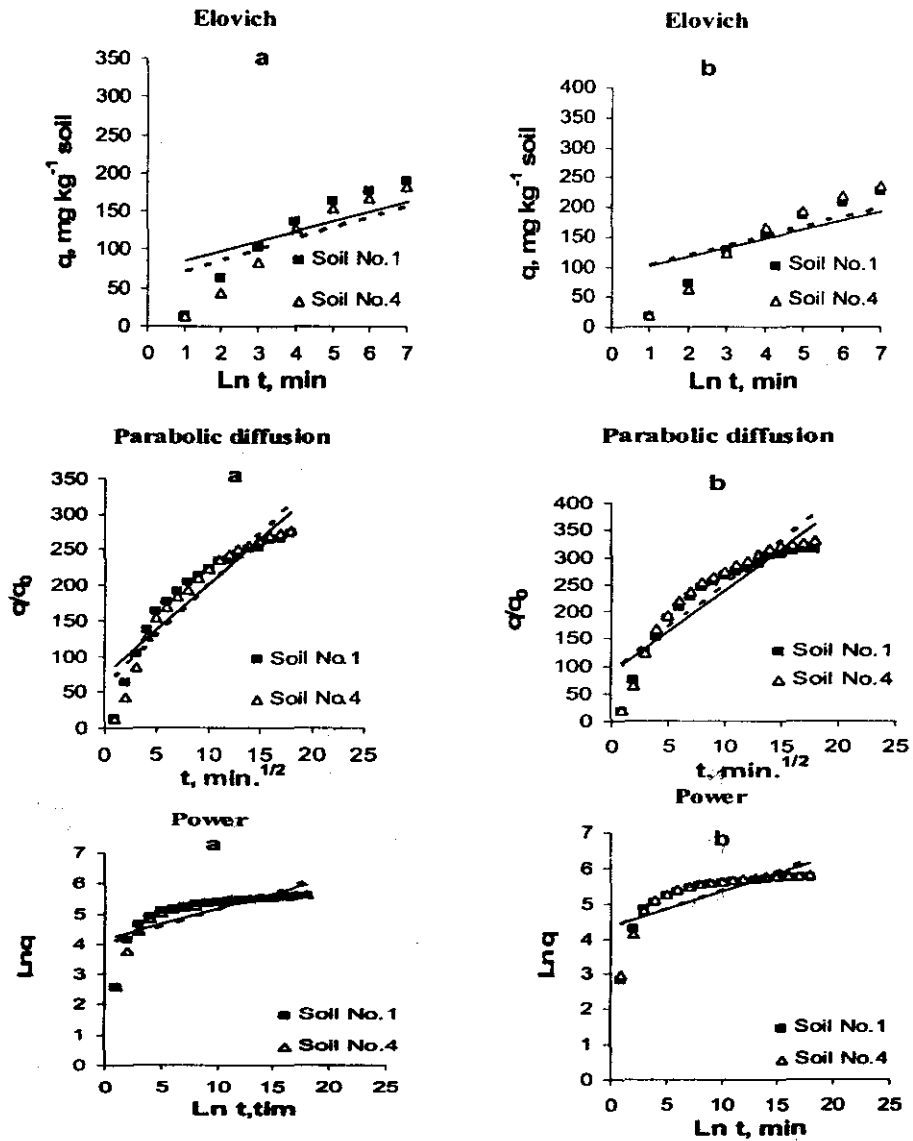 Elovich
a
350
300
250
200
150
100
50
0
q, mg kg⁻¹ soil
Soil No.1
Soil No.4
0 1 2 3 4 5 6 7
Ln t, min
Elovich
b
400
350
300
250
200
150
100
50
0
q, mg kg⁻¹ soil
Soil No.1
Soil No.4
0 1 2 3 4 5 6 7
Ln t, min
Parabolic diffusion
a
350
300
250
200
150
100
50
0
q/q₀
Soil No.1
Soil No.4
0 5 10 15 20 25
t, min.¹/²
Parabolic diffusion
b
400
350
300
250
200
150
100
50
0
q/q₀
Soil No.1
Soil No.4
0 5 10 15 20 25
t, min.¹/²
Power
a
7
6
5
4
3
2
1
0
Lnq
Soil No.1
Soil No.4
0 5 10 15 20 25
Ln t,tim
Power
b
7
6
5
4
3
2
1
0
Ln q
Soil No.1
Soil No.4
0 5 10 15 20 25
Ln t, min